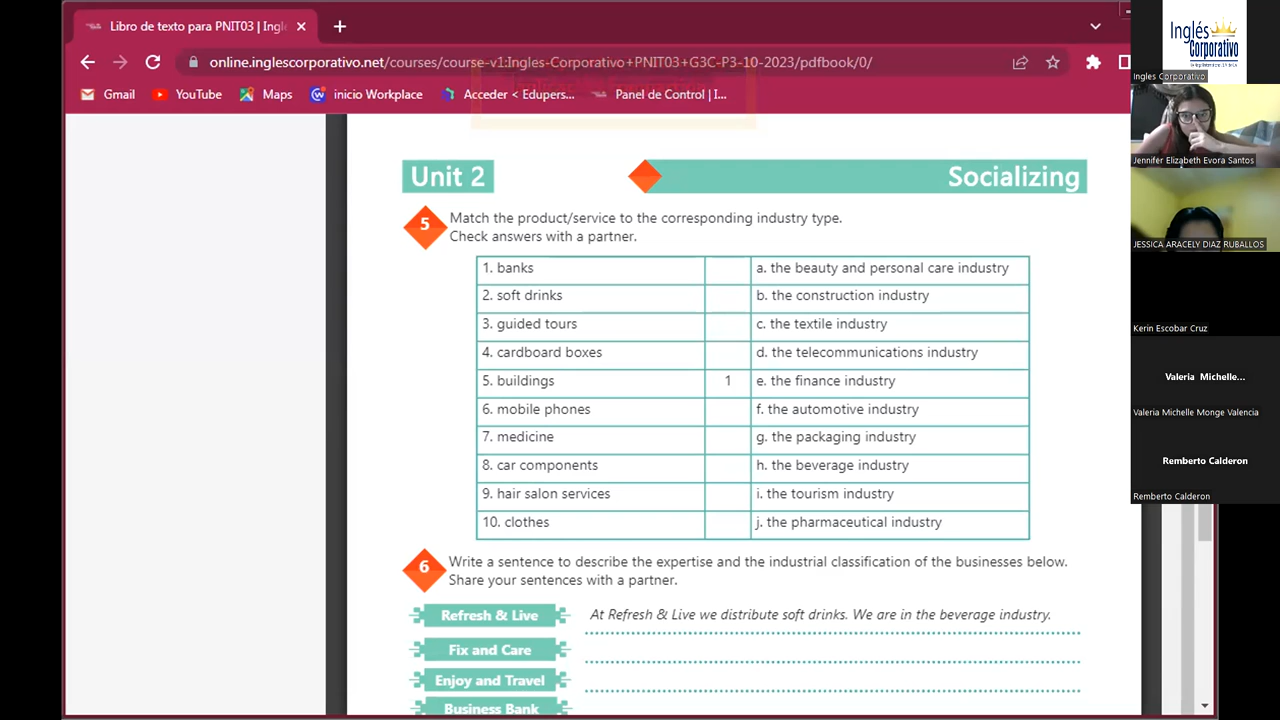 Libro de texto para PNIT03 | Ingl
online.inglescorporativo.net/courses/course-v1:Ingles-Corporativo+PNIT03+G3C-P3-10-2023/pdfbook/0/
Gmail YouTube Maps inicio Workplace Acceder < Edupers... Panel de Control | I...
Unit 2 Socializing
5 Match the product/service to the corresponding industry type.
Check answers with a partner.
1. banks a. the beauty and personal care industry
2. soft drinks b. the construction industry
3. guided tours c. the textile industry
4. cardboard boxes d. the telecommunications industry
5. buildings 1 e. the finance industry
6. mobile phones f. the automotive industry
7. medicine g. the packaging industry
8. car components h. the beverage industry
9. hair salon services i. the tourism industry
10. clothes j. the pharmaceutical industry
6 Write a sentence to describe the expertise and the industrial classification of the businesses below.
Share your sentences with a partner.
Refresh & Live At Refresh & Live we distribute soft drinks. We are in the beverage industry.
Fix and Care
Enjoy and Travel
Business Bank
Inglés
Corporativo
Ingles Corporativo
Jennifer Elizabeth Evora Santos
JESSICA ARACELY DIAZ RUBALLOS
Kerin Escobar Cruz
Valeria Michelle...
Valeria Michelle Monge Valencia
Remberto Calderon
Remberto Calderon